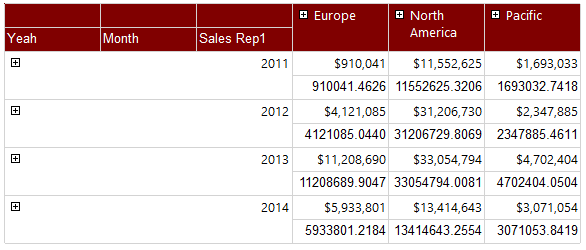 Europe North Pacific
America
Yeah Month Sales Rep1
2011 $910,041 $11,552,625 $1,693,033
910041.4626 11552625.3206 1693032.7418
2012 $4,121,085 $31,206,730 $2,347,885
4121085.0440 31206729.8069 2347885.4611
2013 $11,208,690 $33,054,794 $4,702,404
11208689.9047 33054794.0081 4702404.0504
2014 $5,933,801 $13,414,643 $3,071,054
5933801.2184 13414643.2554 3071053.8419